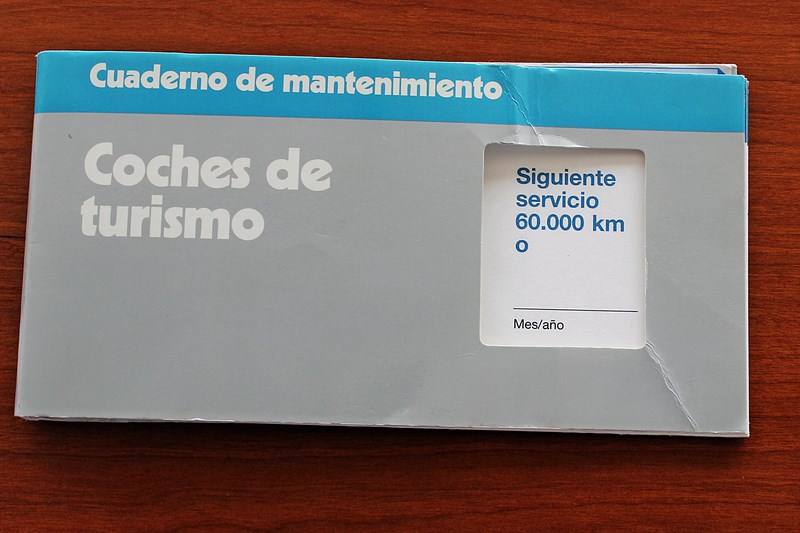 Cuaderno de mantenimiento
Coches de
turismo
Siguiente
servicio
60.000 km
o
Mes/año